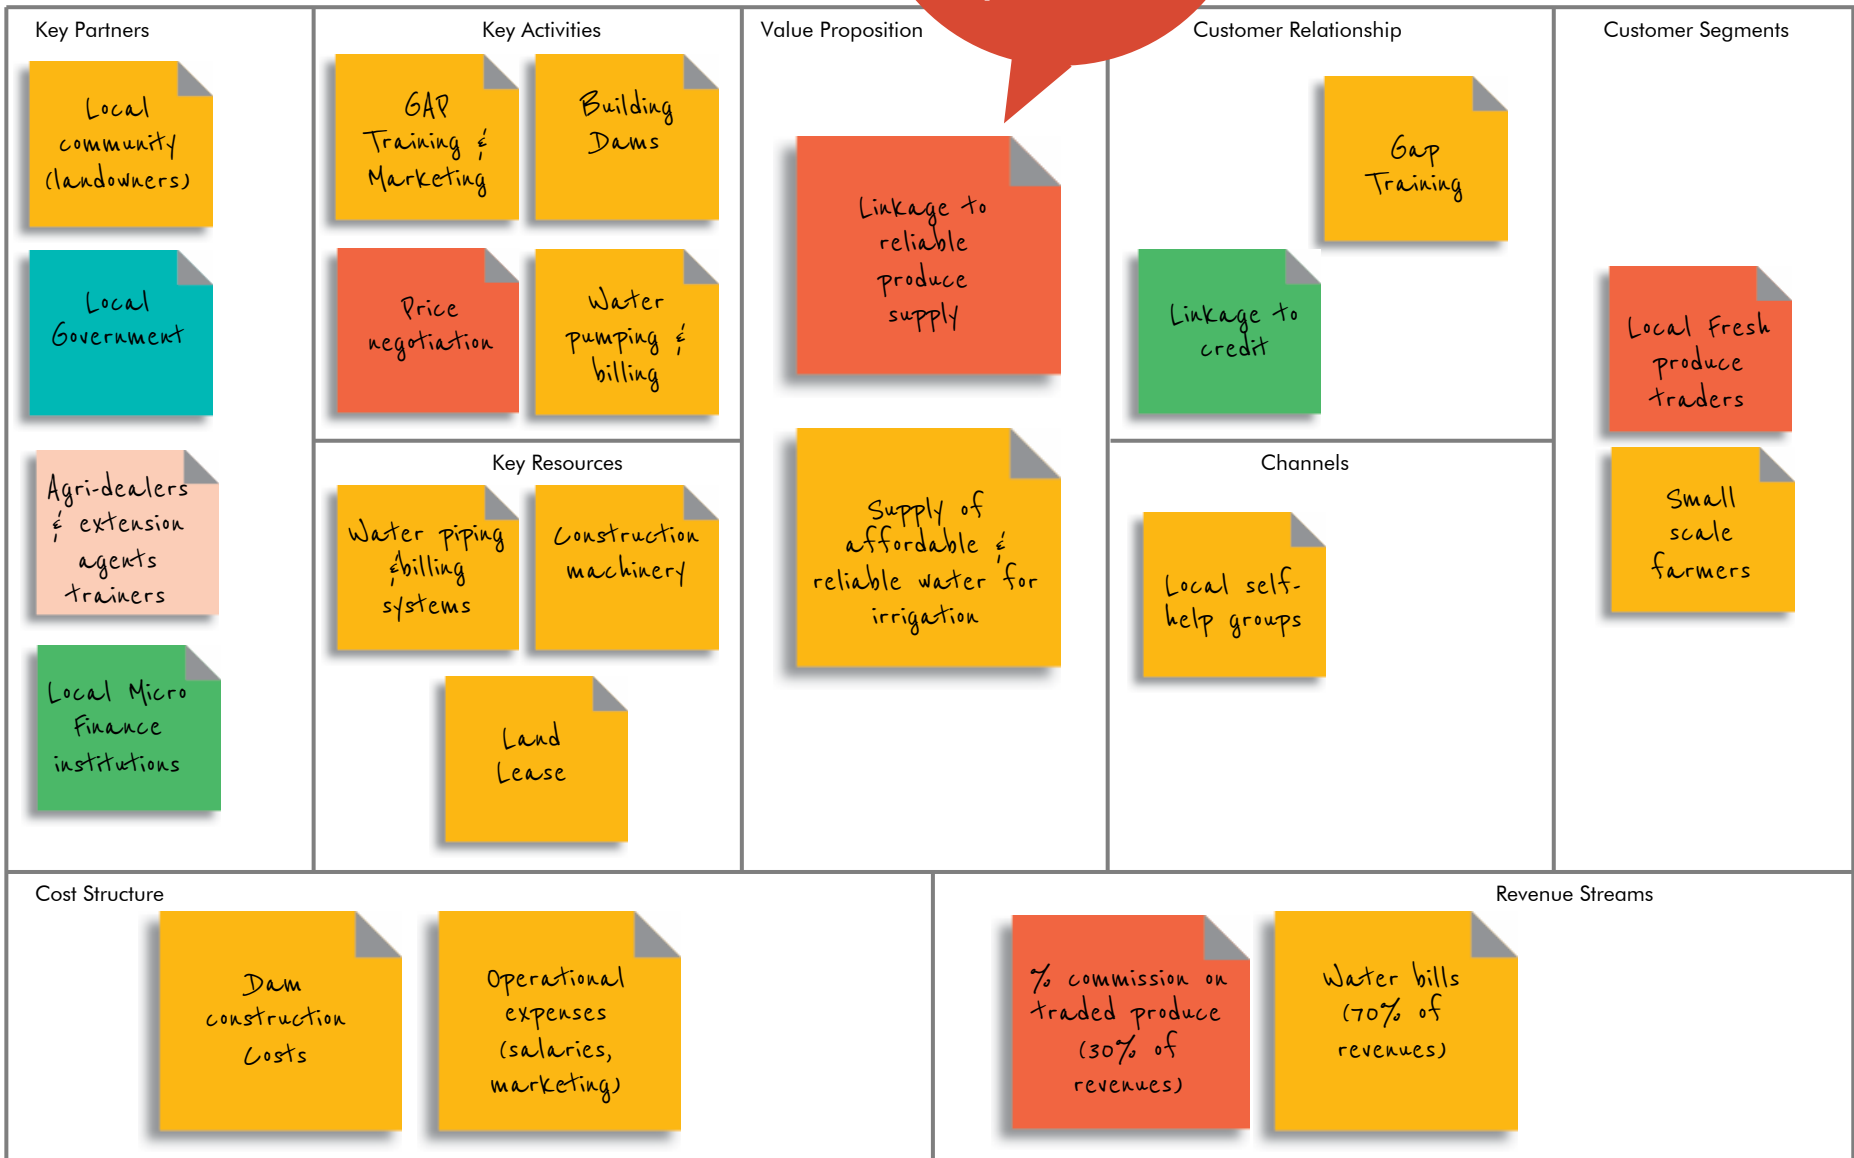 Key Partners
Local
community
(landowners)
Local
Government
Agri-dealers
& extension
agents
trainers
Local Micro
Finance
institutions
Key Activities
GAP
Training &
Marketing
Building
Dams
Price
negotiation
Water
pumping &
billing
Key Resources
Water piping
&billing
systems
Construction
machinery
Land
Lease
Value Proposition
Linkage to
reliable
produce
supply
Supply of
affordable &
reliable water for
irrigation
Customer Relationship
Gap
Training
Linkage to
credit
Channels
Local self-
help groups
Customer Segments
Local Fresh
produce
traders
Small
scale
farmers
Cost Structure
Dam
construction
Costs
Operational
expenses
(salaries,
marketing)
Revenue Streams
% commission on
traded produce
(30% of
revenues)
Water bills
(70% of
revenues)